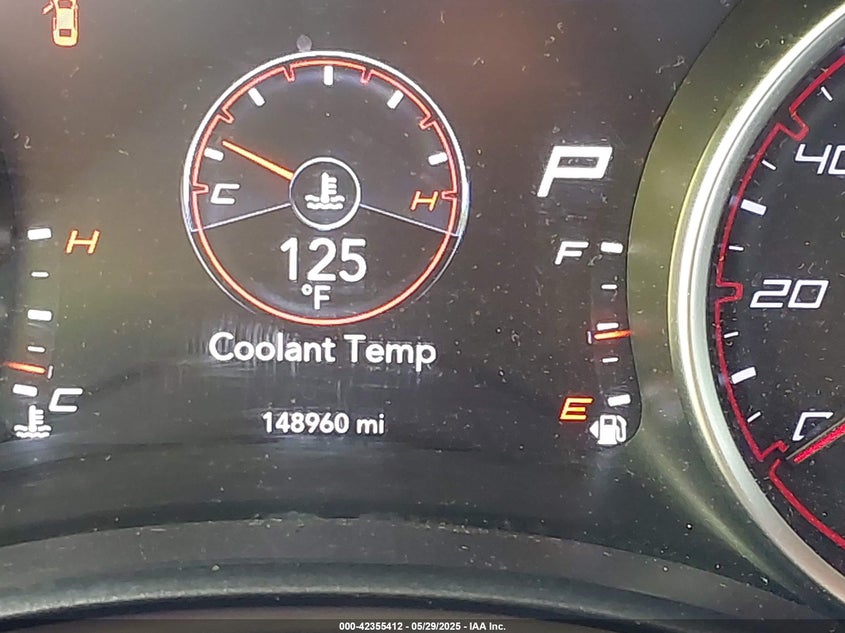 P
40
C
H
H
F
125
°F
20
Coolant Temp
C
E
148960 mi
000-42355412 - 05/29/2025 - IAA Inc.